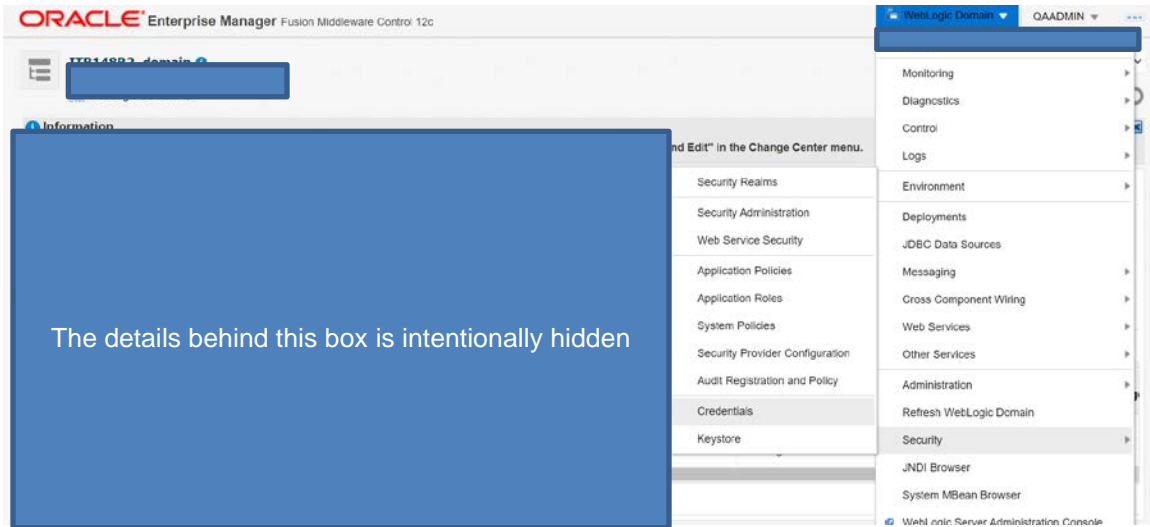 ORACLE Enterprise Manager Fusion Middleware Control 12c
WebLogic Domain
QAADMIN
Information
nd Edit" in the Change Center menu.
The details behind this box is intentionally hidden
Security Realms
Security Administration
Web Service Security
Application Policies
Application Roles
System Policies
Security Provider Configuration
Audit Registration and Policy
Credentials
Keystore
Monitoring
Diagnostics
Control
Logs
Environment
Deployments
JDBC Data Sources
Messaging
Cross Component Wiring
Web Services
Other Services
Administration
Refresh WebLogic Domain
Security
JNDI Browser
System MBean Browser
WebLogic Server Administration Console